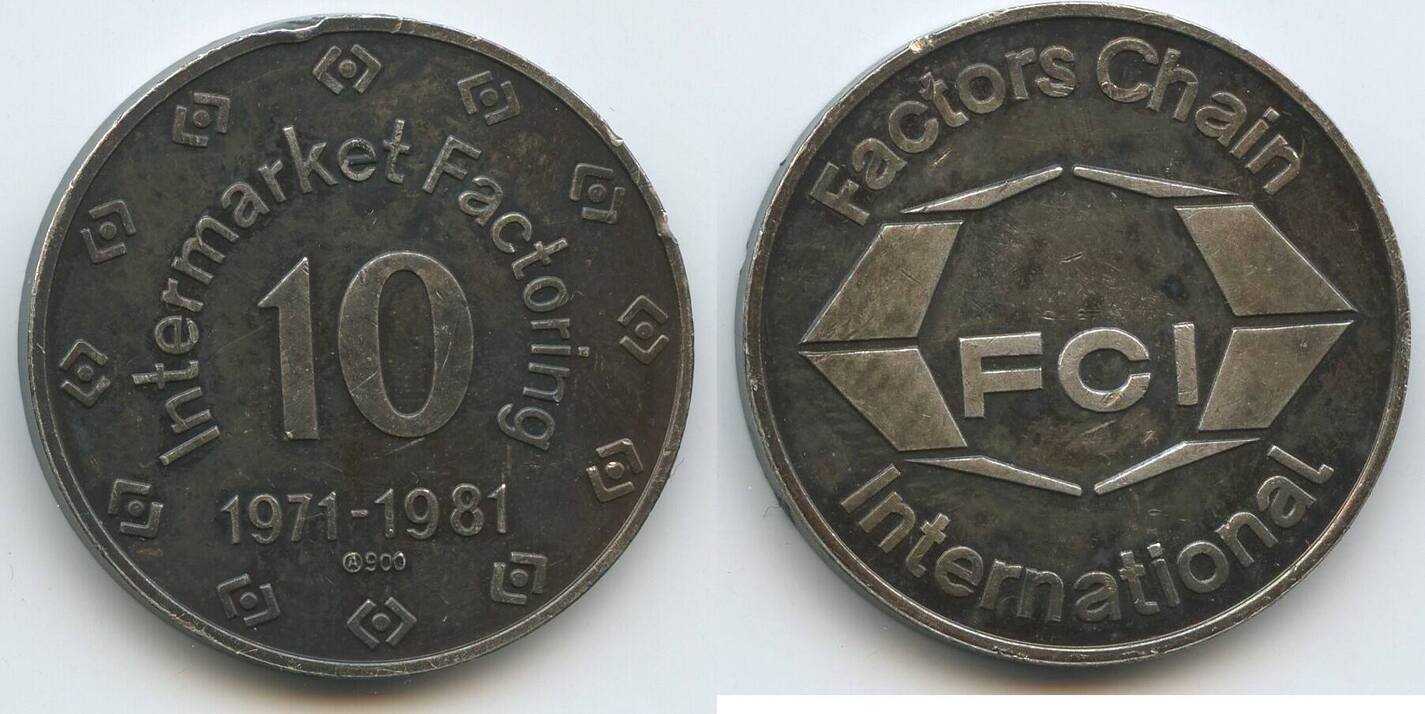 Intermarket Factoring
10
1971-1981
Ⓐ900
Factors Chain
FCI
International